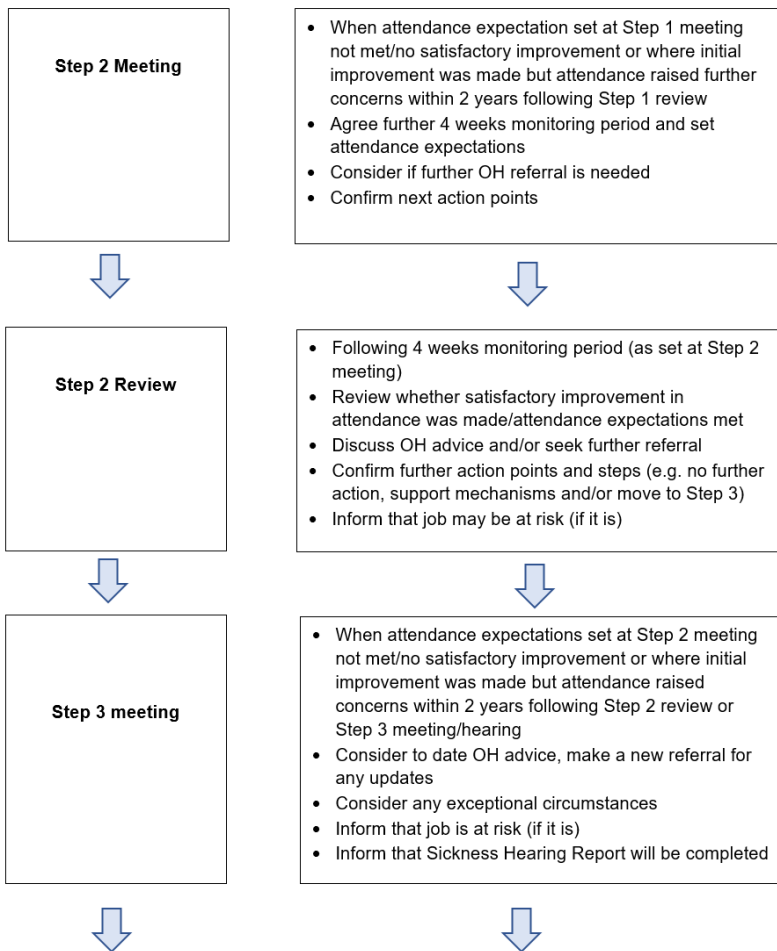 Step 2 Meeting
• When attendance expectation set at Step 1 meeting
not met/no satisfactory improvement or where initial
improvement was made but attendance raised further
concerns within 2 years following Step 1 review
• Agree further 4 weeks monitoring period and set
attendance expectations
• Consider if further OH referral is needed
• Confirm next action points
Step 2 Review
• Following 4 weeks monitoring period (as set at Step 2
meeting)
• Review whether satisfactory improvement in
attendance was made/attendance expectations met
• Discuss OH advice and/or seek further referral
• Confirm further action points and steps (e.g. no further
action, support mechanisms and/or move to Step 3)
• Inform that job may be at risk (if it is)
Step 3 meeting
• When attendance expectations set at Step 2 meeting
not met/no satisfactory improvement or where initial
improvement was made but attendance raised
concerns within 2 years following Step 2 review or
Step 3 meeting/hearing
• Consider to date OH advice, make a new referral for
any updates
• Consider any exceptional circumstances
• Inform that job is at risk (if it is)
• Inform that Sickness Hearing Report will be completed